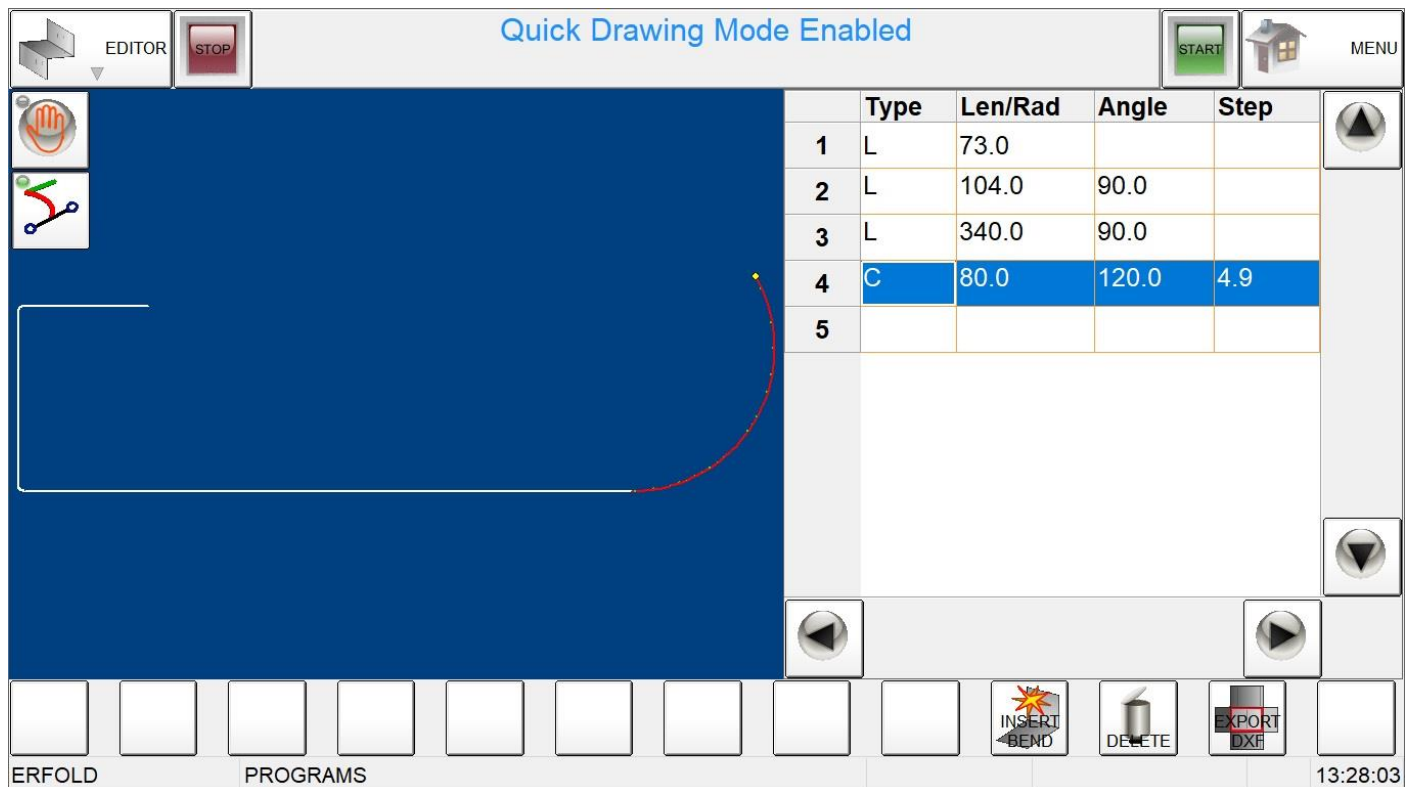 EDITOR
STOP
Quick Drawing Mode Enabled
START
MENU
Type Len/Rad Angle Step
1 L 73.0
2 L 104.0 90.0
3 L 340.0 90.0
4 C 80.0 120.0 4.9
5
INSERT
BEND
DELETE
EXPORT
DXF
ERFOLD PROGRAMS 13:28:03